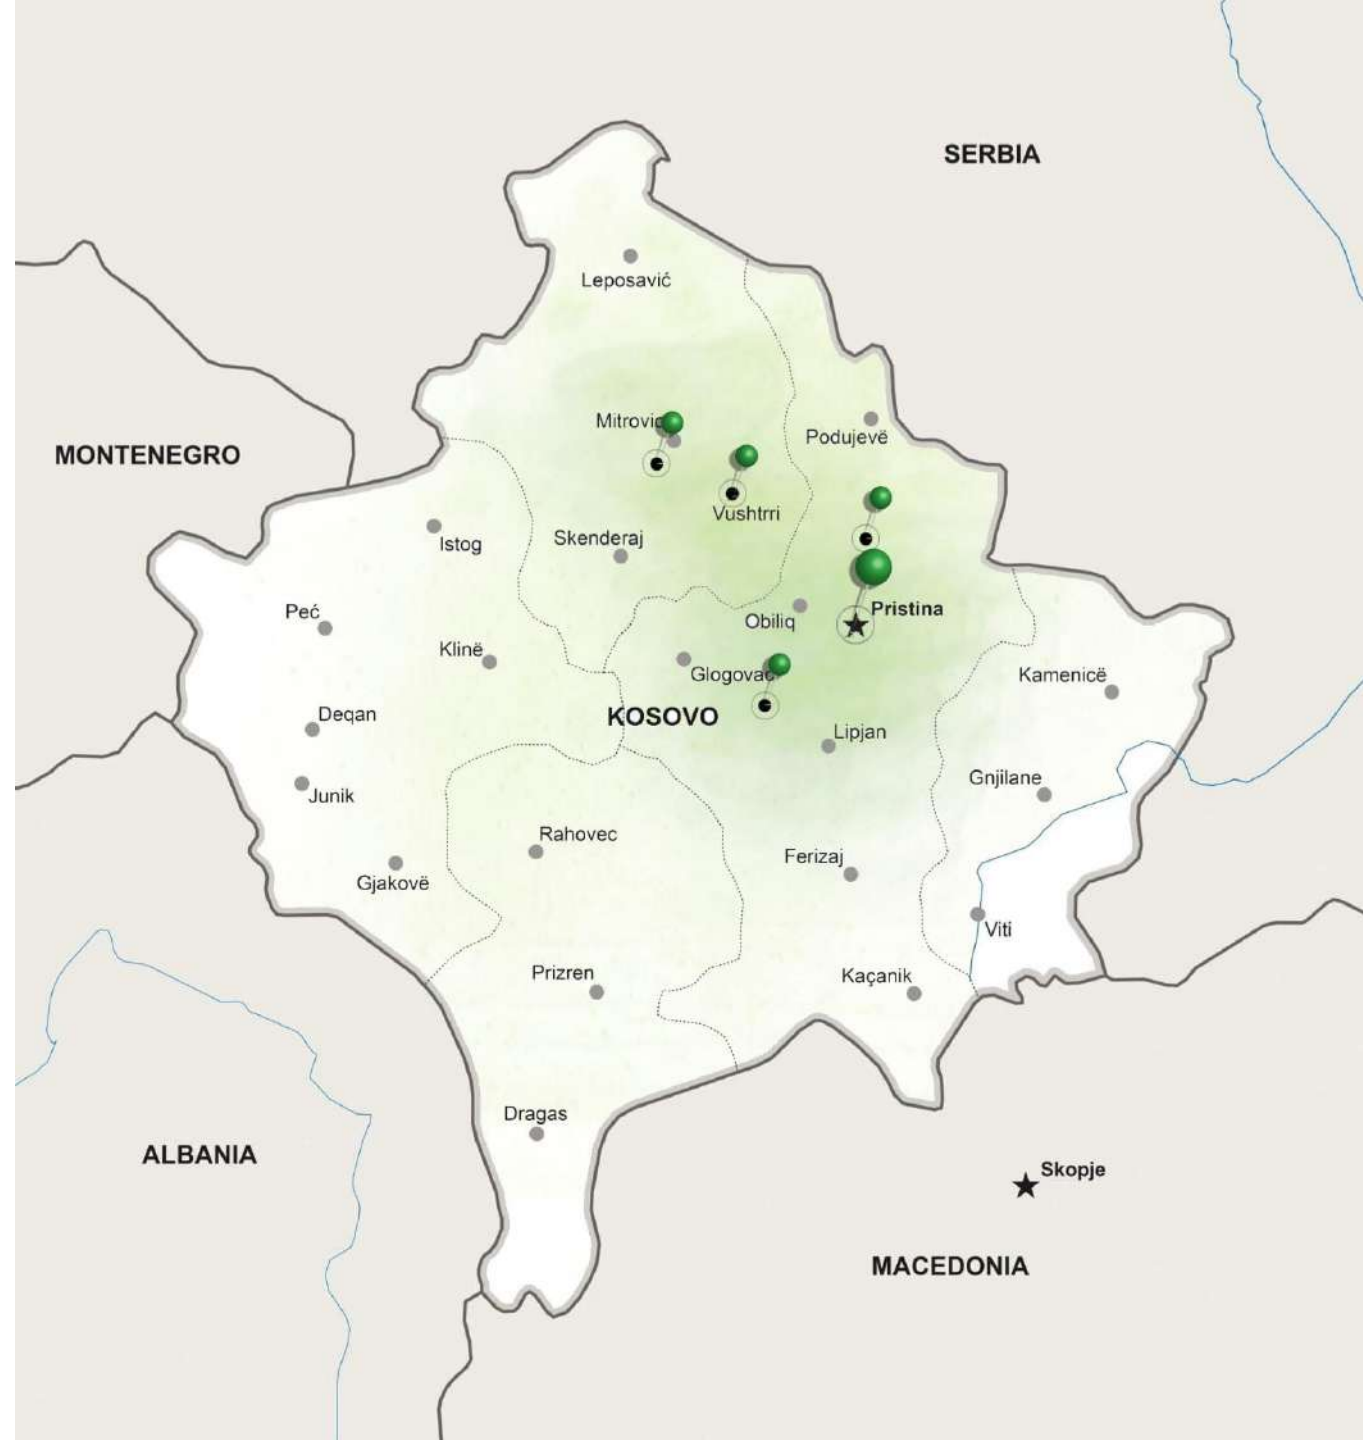 SERBIA
Leposavić
Mitrovic
Podujevë
MONTENEGRO
Vushtrri
Istog
Skenderaj
Peć
Pristina
Obiliq
Klinë
Glogovac
Kamenicë
Deqan
KOSOVO
Lipjan
Gnjilane
Junik
Rahovec
Ferizaj
Gjakovë
Viti
Prizren
Kaçanik
Dragas
ALBANIA
Skopje
MACEDONIA